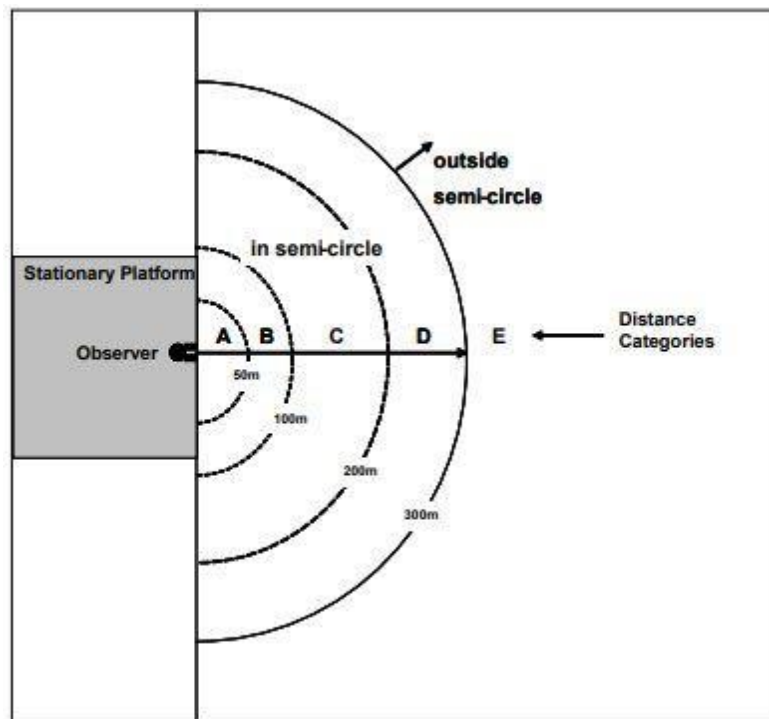 outside
semi-circle
in semi-circle
Stationary Platform
Observer
A
B
C
D
E
Distance
Categories
50m
100m
200m
300m